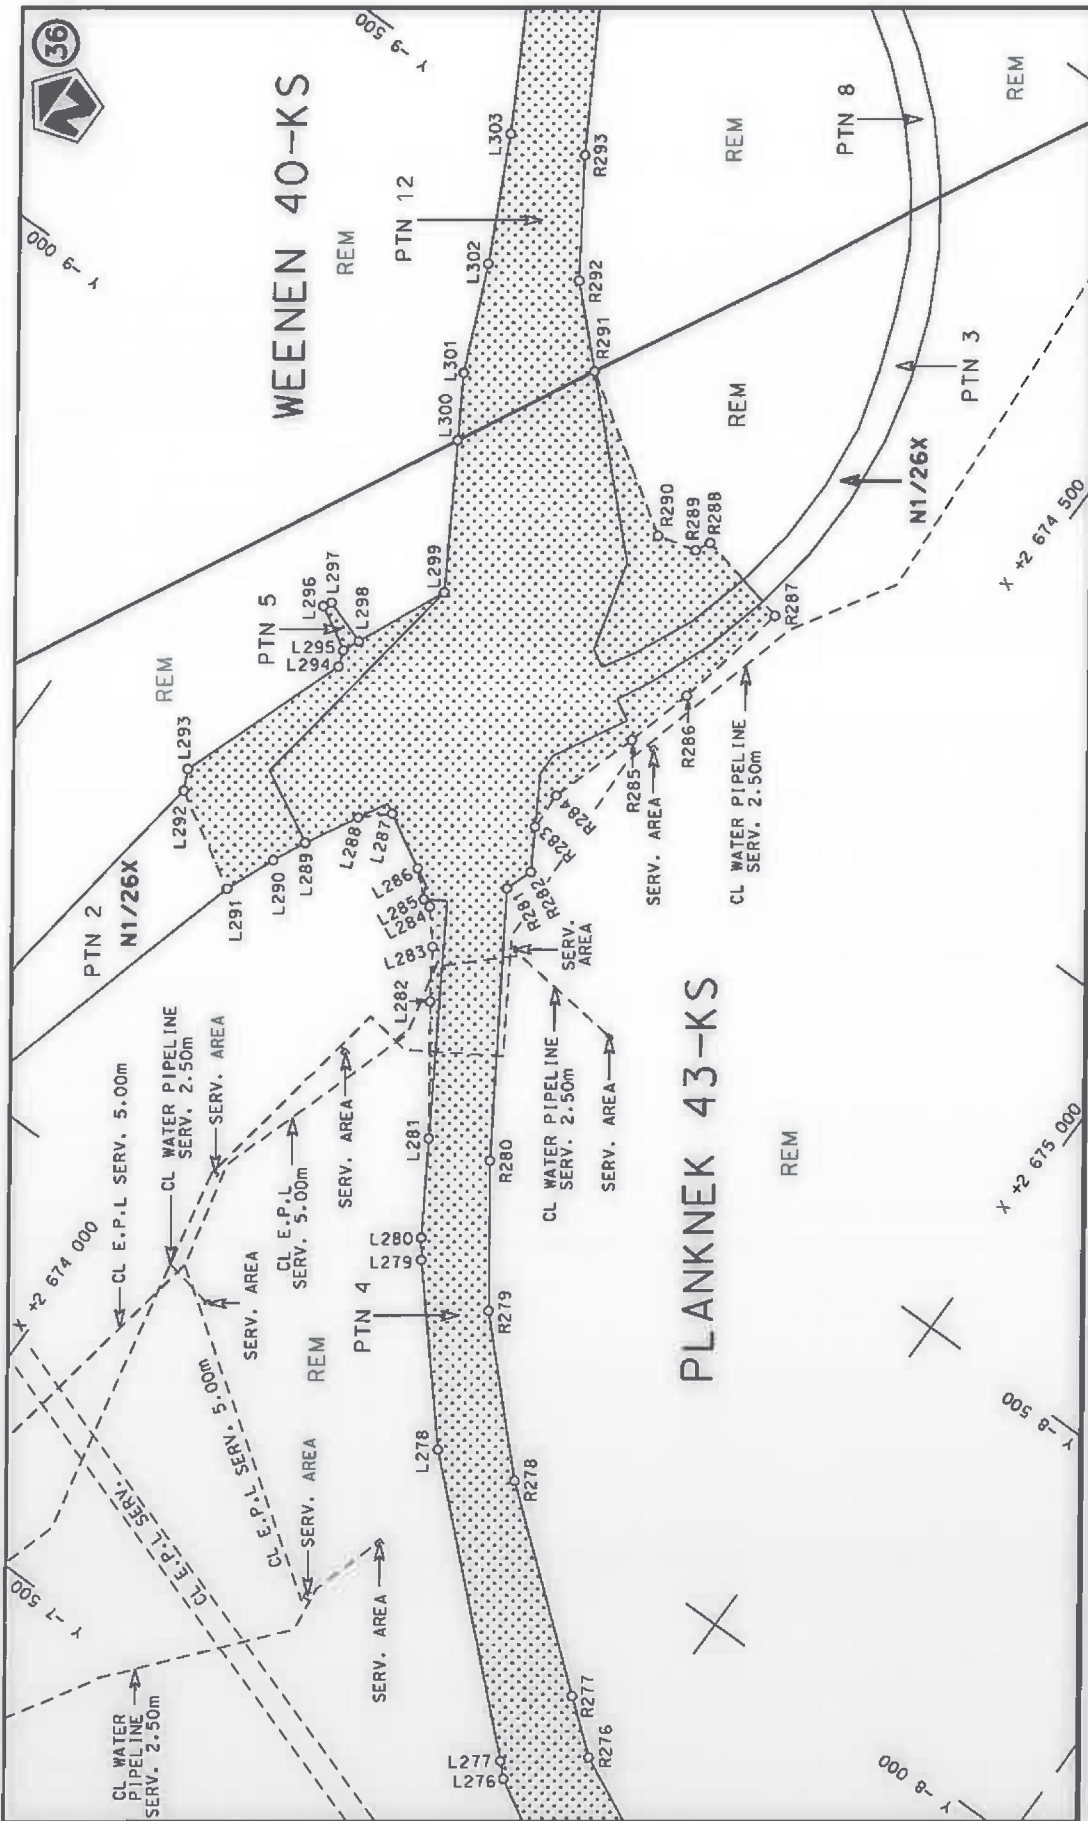 36
WEENEN 40-KS
REM
PTN 12
Y -9 500
Y -9 000
REM
PTN 8
REM
L303
R293
L302
R292
L301
R291
L300
REM
PTN 3
N1/26X
X +2 674 500
R290
R289
R288
R287
L299
L296
L297
L298
PTN 5
L295
L294
REM
L293
L292
PTN 2
N1/26X
L291
L290
L289
L288
L287
L286
L285
L284
L283
L282
L281
R286
R285
SERV. AREA
CL WATER PIPELINE
SERV. 2.50m
R284
R283
R282
R281
SERV.
AREA
CL WATER PIPELINE
SERV. 2.50m
SERV. AREA
PLANKNEK 43-KS
REM
X +2 675 000
R280
L280
L279
PTN 4
R279
CL WATER PIPELINE
SERV. 2.50m
SERV. AREA
CL E.P.L SERV. 5.00m
CL E.P.L
SERV. 5.00m
SERV. AREA
SERV. AREA
X +2 674 000
REM
L278
R278
CL E.P.L SERV.
CL E.P.L SERV. 5.00m
SERV. AREA
SERV. AREA
Y -7 500
Y -8 500
CL WATER
PIPELINE
SERV. 2.50m
L277
L276
R277
R276
Y -8 000